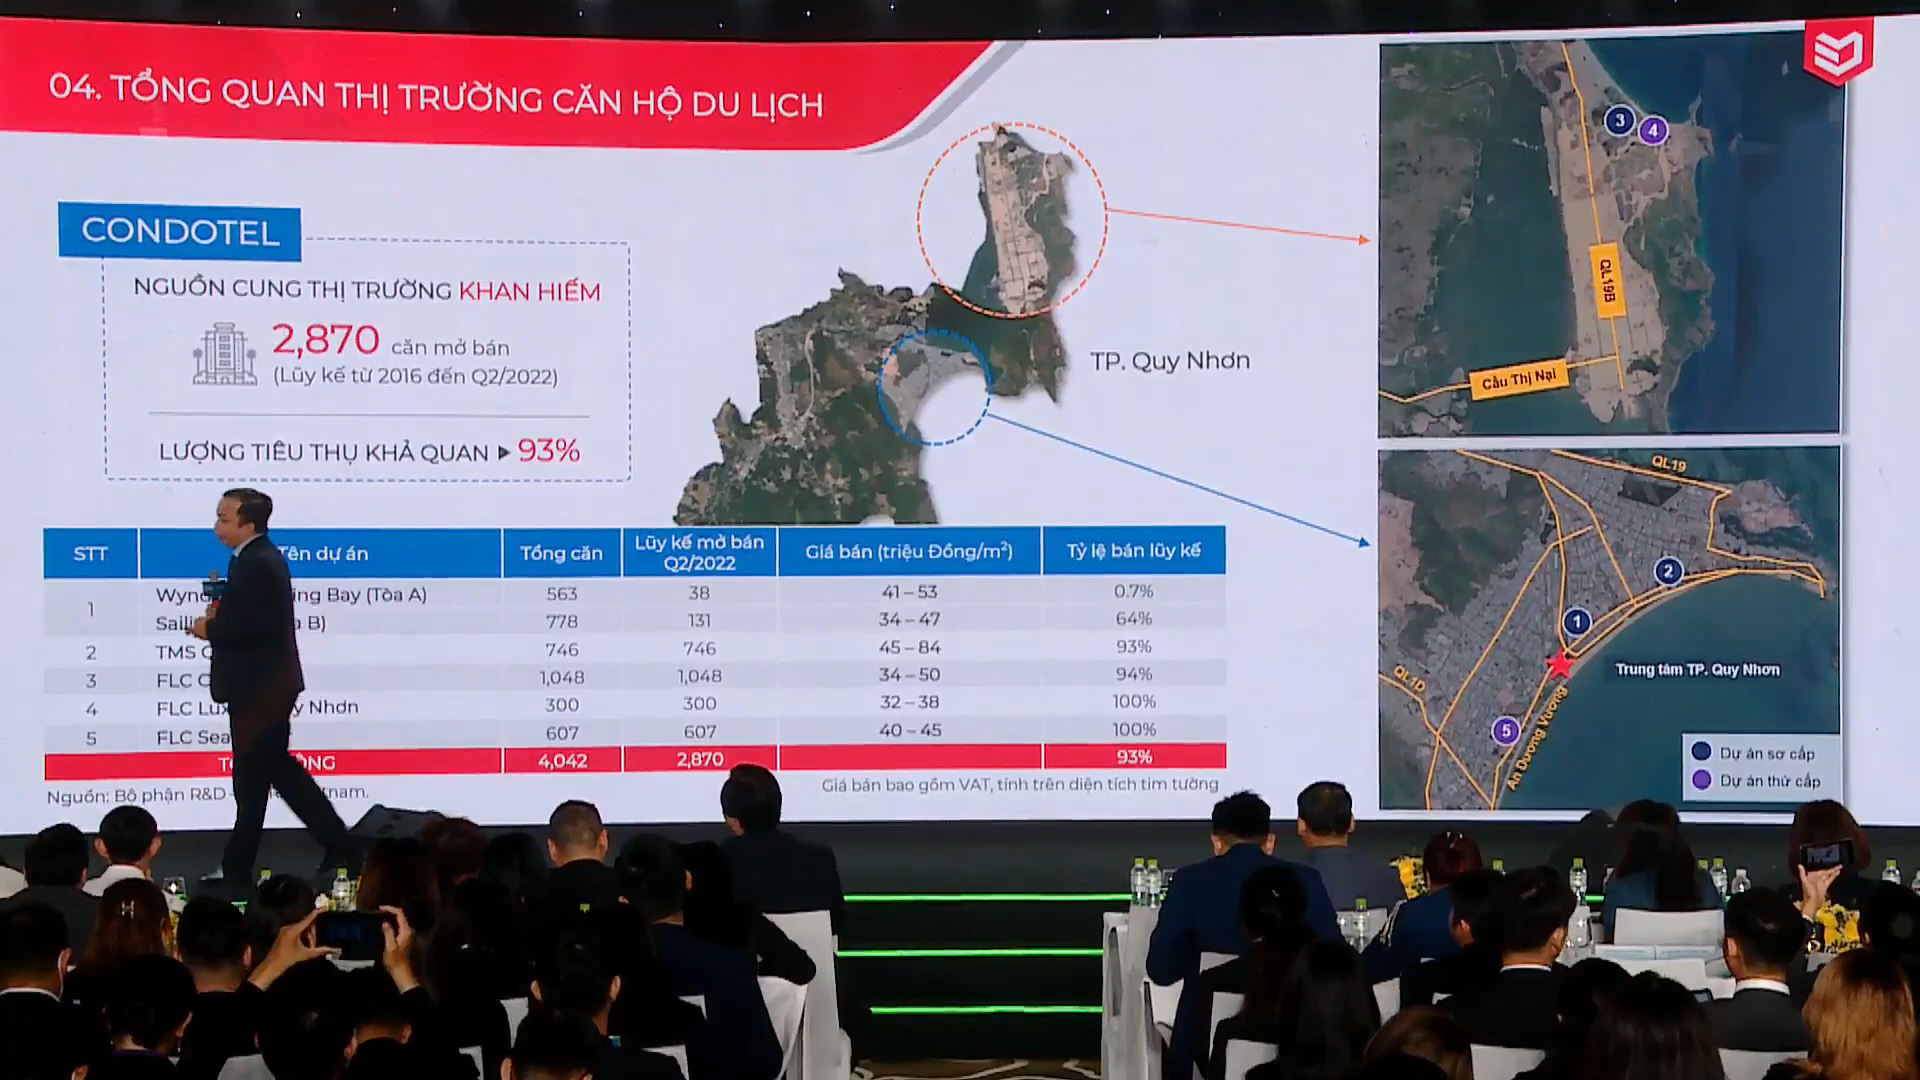 04. TỔNG QUAN THỊ TRƯỜNG CĂN HỘ DU LỊCH
CONDOTEL
NGUỒN CUNG THỊ TRƯỜNG KHAN HIẾM
2,870 căn mở bán
(Lũy kế từ 2016 đến Q2/2022)
LƯỢNG TIÊU THỤ KHẢ QUAN ▸ 93%
TP. Quy Nhơn
3
4
QL19B
Cầu Thị Nại
QL19
2
1
Trung tâm TP. Quy Nhơn
QL1D
An Dương Vương
5
Dự án sơ cấp
Dự án thứ cấp
STT Tên dự án Tổng căn Lũy kế mở bán Q2/2022 Giá bán (triệu Đồng/m²) Tỷ lệ bán lũy kế
1 ing Bay (Tòa A) 563 38 41 – 53 0.7%
B) 778 131 34 – 47 64%
2 TMS 746 746 45 – 84 93%
3 FLC 1,048 1,048 34 – 50 94%
4 FLC Nhơn 300 300 32 – 38 100%
5 FLC Sea 607 607 40 – 45 100%
4,042 2,870 93%
Nguồn: Bộ phận R&D
Giá bán bao gồm VAT, tính trên diện tích tim tường